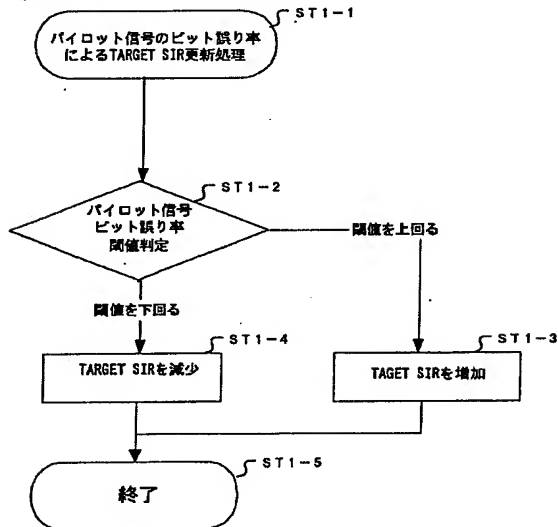 ST1-1
パイロット信号のビット誤り率
によるTARGET SIR更新処理
ST1-2
パイロット信号
ビット誤り率
閾値判定
閾値を上回る
閾値を下回る
ST1-4
TARGET SIRを減少
ST1-3
TAGET SIRを増加
ST1-5
終了